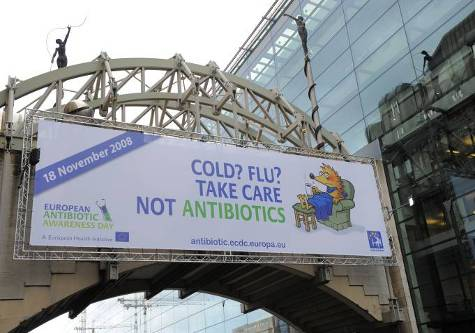 18 November 2008
COLD? FLU?
TAKE CARE
NOT ANTIBIOTICS
EUROPEAN
ANTIBIOTIC
AWARENESS DAY
A European Health Initiative
antibiotic.ecdc.europa.eu